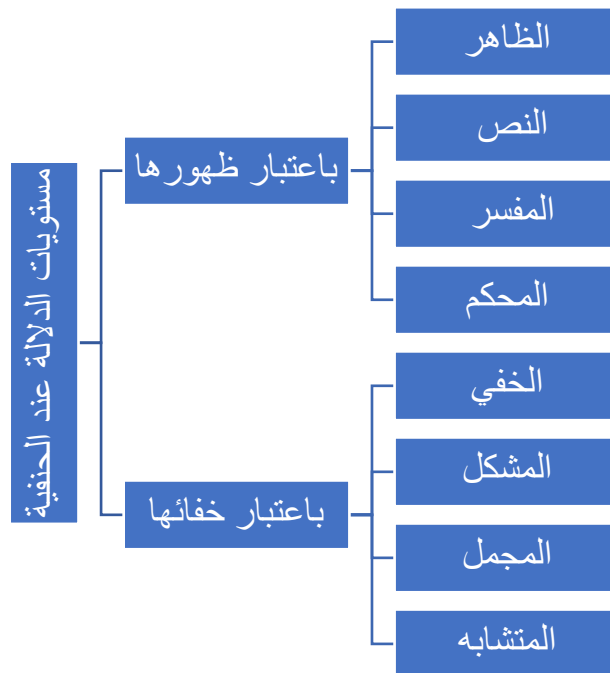 مستويات الدلالة عند الحنفية
باعتبار ظهورها
الظاهر
النص
المفسر
المحكم
باعتبار خفائها
الخفي
المشكل
المجمل
المتشابه